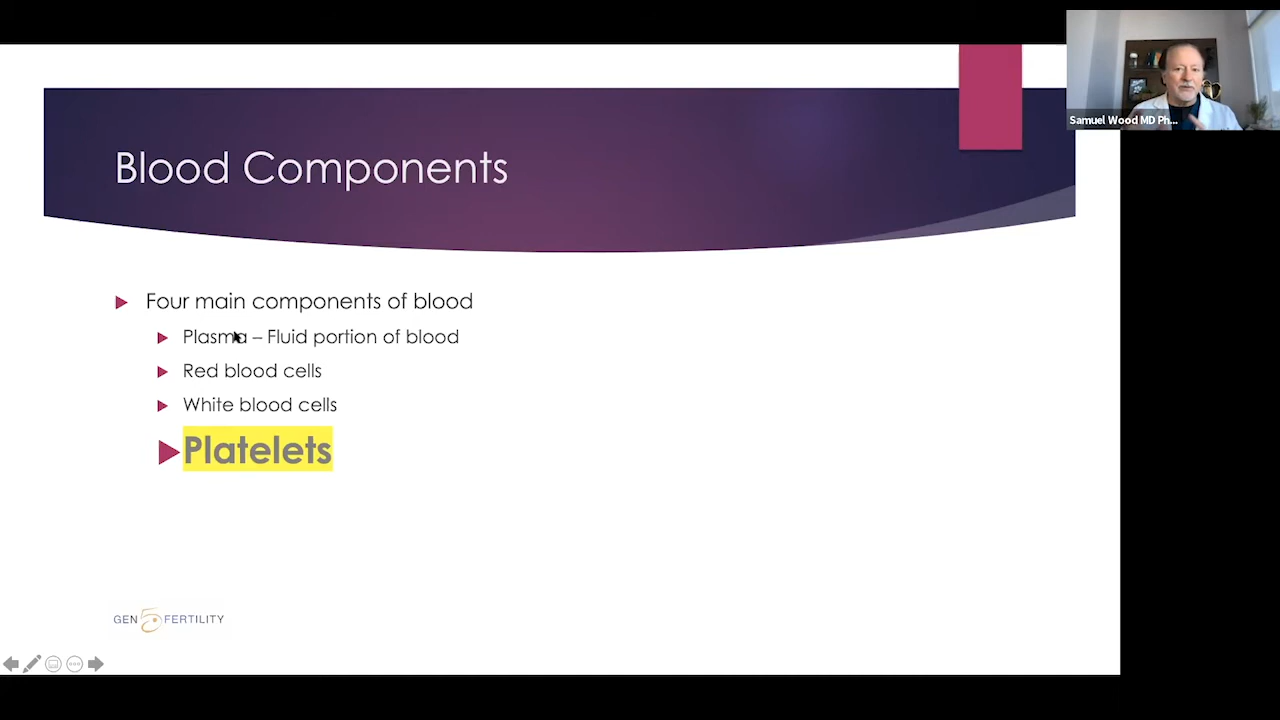 Samuel Wood MD Ph...
Blood Components
Four main components of blood
Plasma – Fluid portion of blood
Red blood cells
White blood cells
Platelets
GEN 5 FERTILITY